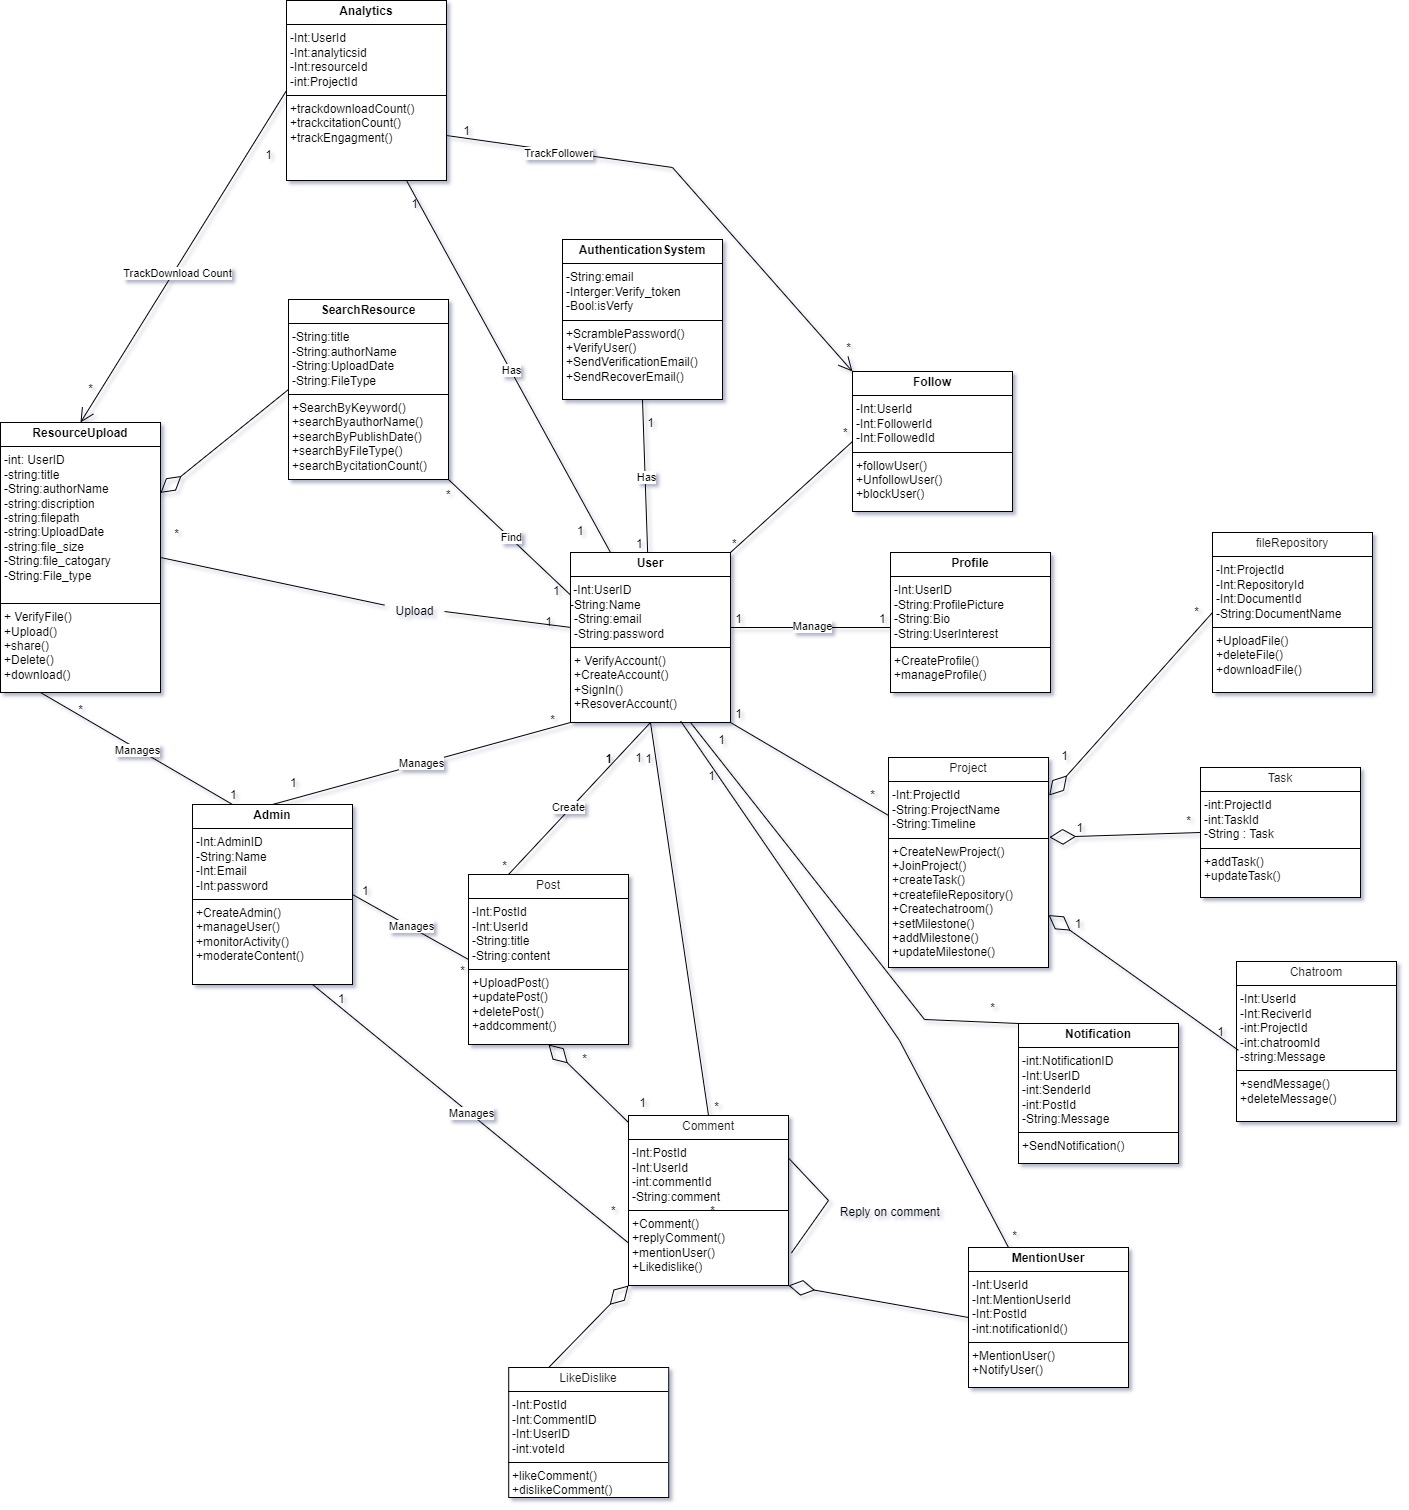 Analytics
-Int:UserId
-Int:analyticsid
-Int:resourceId
-int:ProjectId
+trackdownloadCount()
+trackcitationCount()
+trackEngagment()
1
1
TrackFollower
1
TrackDownload Count
*
AuthenticationSystem
-String:email
-Interger:Verify_token
-Bool:isVerfy
+ScramblePassword()
+VerifyUser()
+SendVerificationEmail()
+SendRecoverEmail()
SearchResource
-String:title
-String:authorName
-String:UploadDate
-String:FileType
+SearchByKeyword()
+searchByauthorName()
+searchByPublishDate()
+searchByFileType()
+searchBycitationCount()
Has
*
Follow
-Int:UserId
-Int:FollowerId
-Int:FollowedId
+followUser()
+UnfollowUser()
+blockUser()
ResourceUpload
-int: UserID
-string:title
-String:authorName
-string:discription
-string:filepath
-string:UploadDate
-string:file_size
-String:file_catogary
-String:File_type
+ VerifyFile()
+Upload()
+share()
+Delete()
+download()
1
*
Has
*
Find
*
1
1
*
1
Upload
1
User
-Int:UserID
-String:Name
-String:email
-String:password
+ VerifyAccount()
+CreateAccount()
+SignIn()
+ResoverAccount()
1
Manage
1
Profile
-Int:UserID
-String:ProfilePicture
-String:Bio
-String:UserInterest
+CreateProfile()
+manageProfile()
fileRepository
-Int:ProjectId
-Int:RepositoryId
-Int:DocumentId
-String:DocumentName
+UploadFile()
+deleteFile()
+downloadFile()
*
*
Manages
1
*
Manages
1
1
1
1
1
1
1
*
1
Project
-Int:ProjectId
-String:ProjectName
-String:Timeline
+CreateNewProject()
+JoinProject()
+createTask()
+createfileRepository()
+Createchatroom()
+setMilestone()
+addMilestone()
+updateMilestone()
Task
-int:ProjectId
-int:TaskId
-String : Task
+addTask()
+updateTask()
1
*
Admin
-Int:AdminID
-String:Name
-Int:Email
-Int:password
+CreateAdmin()
+manageUser()
+monitorActivity()
+moderateContent()
Create
*
1
Manages
*
Post
-Int:PostId
-Int:UserId
-String:title
-String:content
+UploadPost()
+updatePost()
+deletePost()
+addcomment()
1
1
Chatroom
-Int:UserId
-Int:ReciverId
-int:ProjectId
-int:chatroomId
-string:Message
+sendMessage()
+deleteMessage()
1
*
Notification
-int:NotificationID
-Int:UserID
-int:SenderId
-int:PostId
-String:Message
+SendNotification()
*
1
*
Manages
*
Comment
-Int:PostId
-Int:UserId
-int:commentId
-String:comment
*
+Comment()
+replyComment()
+mentionUser()
+Likedislike()
Reply on comment
*
MentionUser
-Int:UserId
-Int:MentionUserId
-Int:PostId
-int:notificationId()
+MentionUser()
+NotifyUser()
LikeDislike
-Int:PostId
-Int:CommentID
-Int:UserID
-int:voteId
+likeComment()
+dislikeComment()